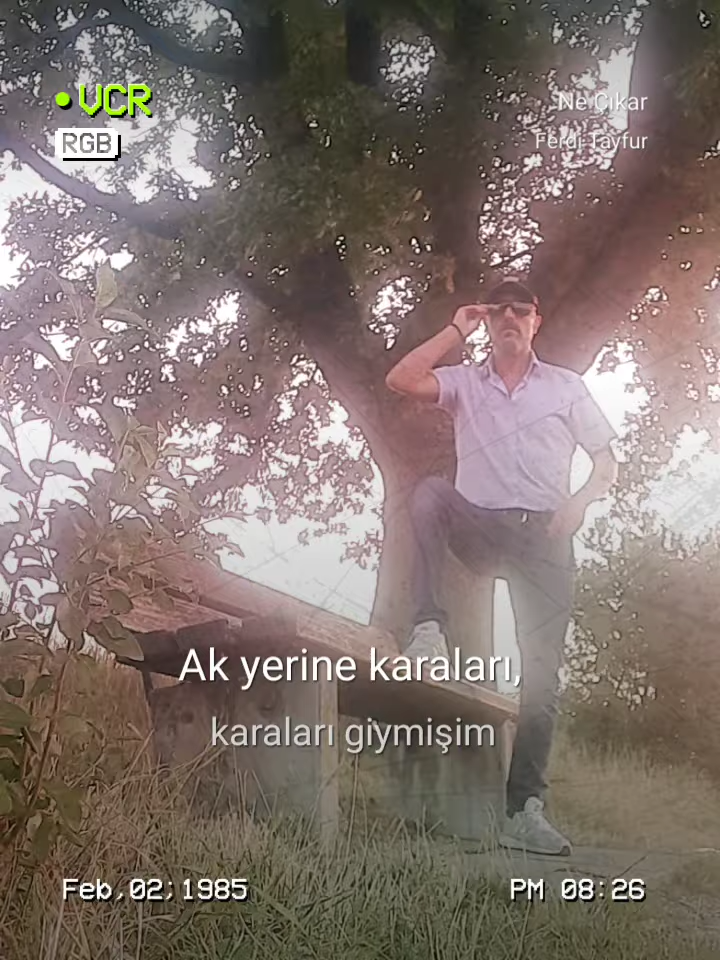 VCR
RGB
Ne Çıkar
Ferdi Tayfur
Ak yerine karaları,
karaları giymişim
Feb,02;1985
PM 08:26